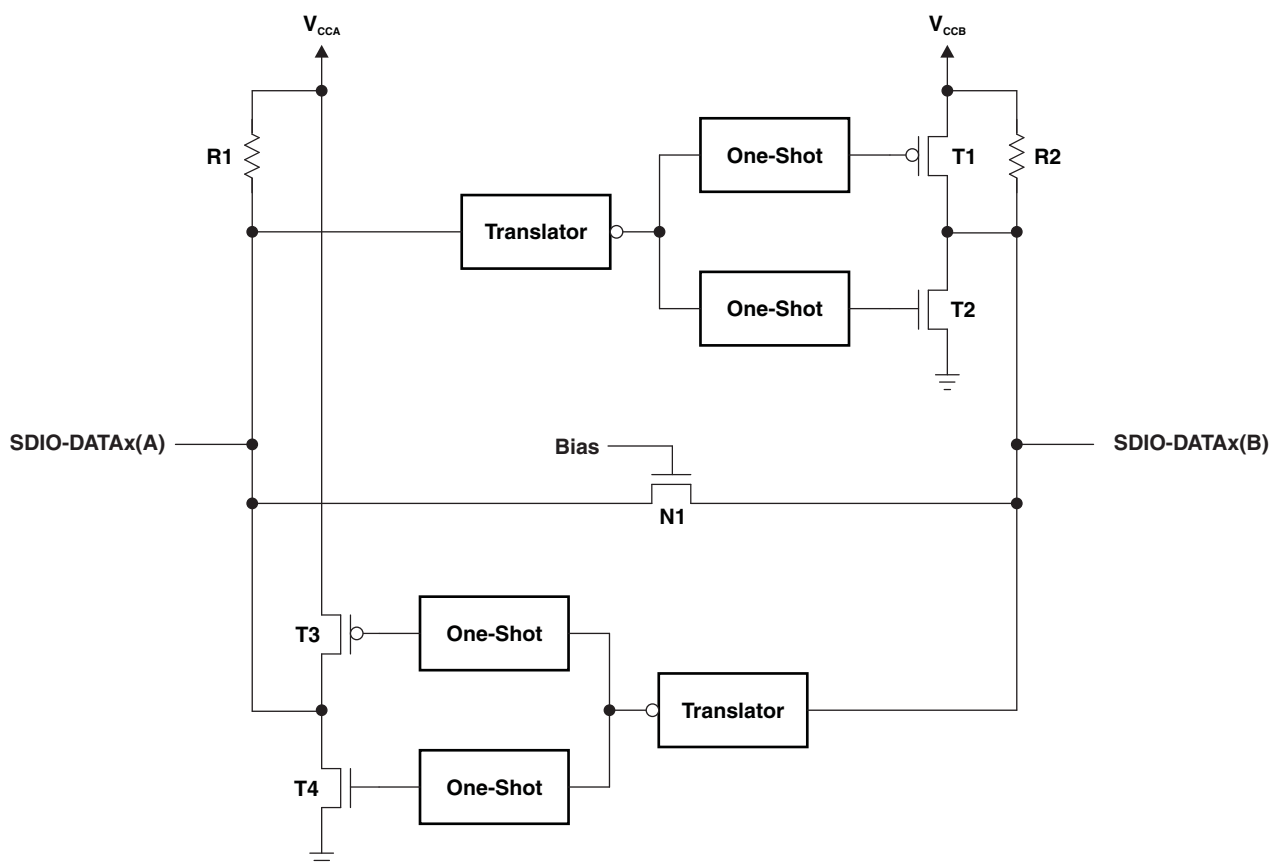 VCCA
VCCB
One-Shot
R1
T1
R2
Translator
One-Shot
T2
SDIO-DATAx(A)
Bias
SDIO-DATAx(B)
N1
T3
One-Shot
Translator
T4
One-Shot